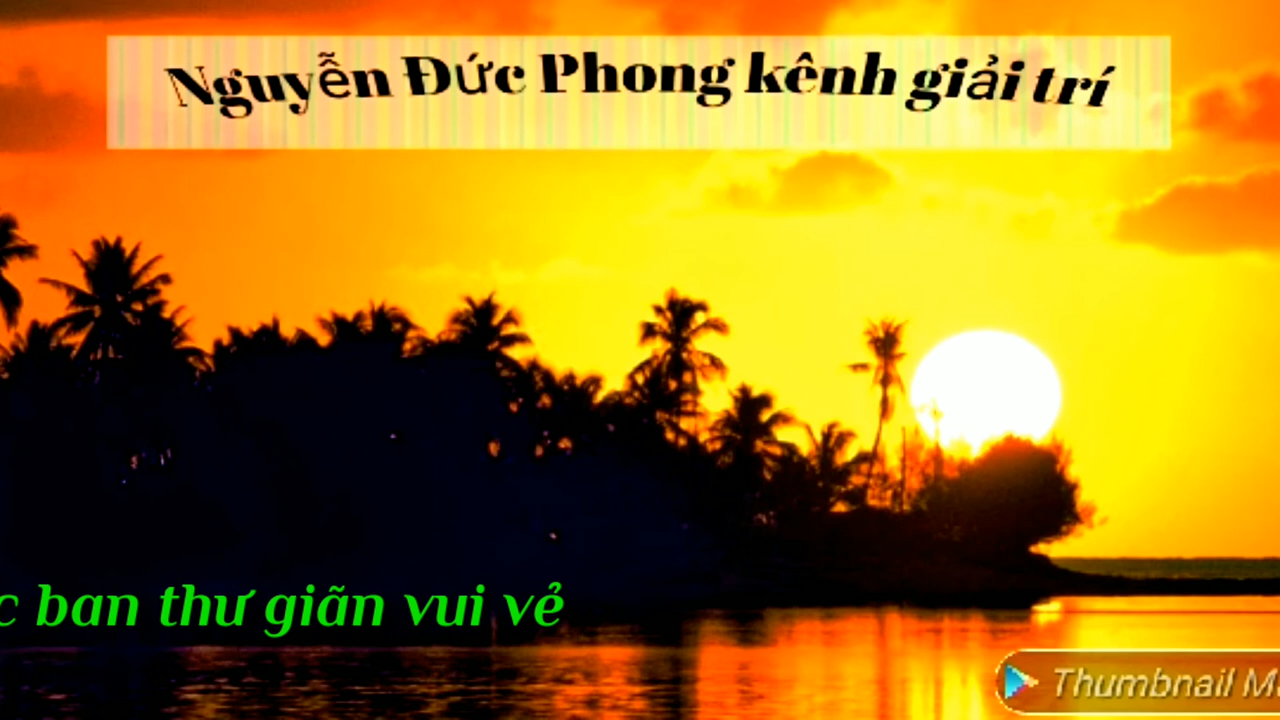 Nguyễn Đức Phong kênh giải trí
c ban thư giãn vui vẻ
Thumbnail M